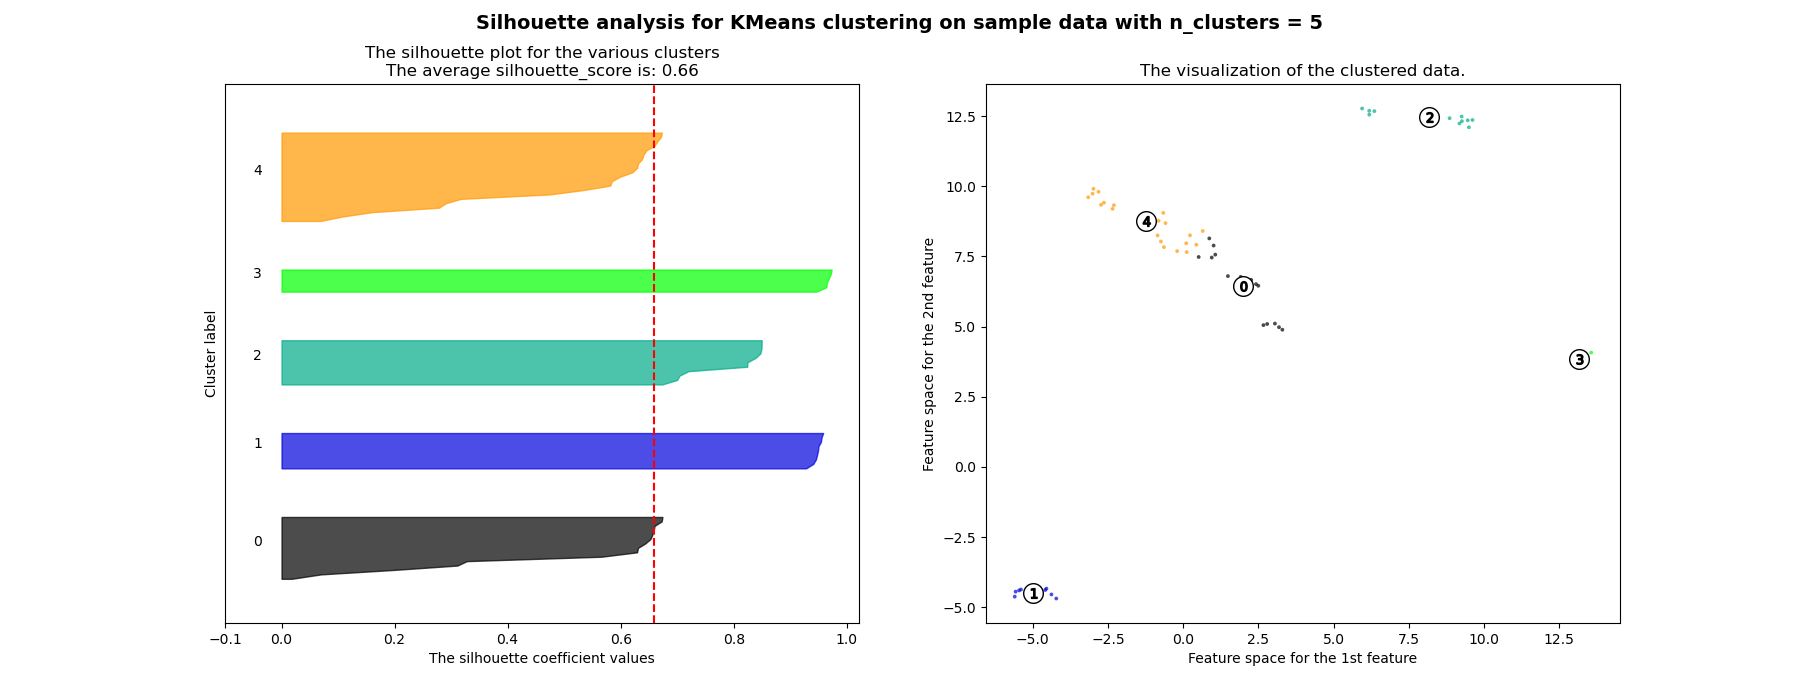 Silhouette analysis for KMeans clustering on sample data with n_clusters = 5
The silhouette plot for the various clusters
The average silhouette_score is: 0.66
Cluster label
4
3
2
1
0
−0.1 0.0 0.2 0.4 0.6 0.8 1.0
The silhouette coefficient values
The visualization of the clustered data.
Feature space for the 2nd feature
12.5
10.0
7.5
5.0
2.5
0.0
−2.5
−5.0
2
4
0
3
1
−5.0 −2.5 0.0 2.5 5.0 7.5 10.0 12.5
Feature space for the 1st feature